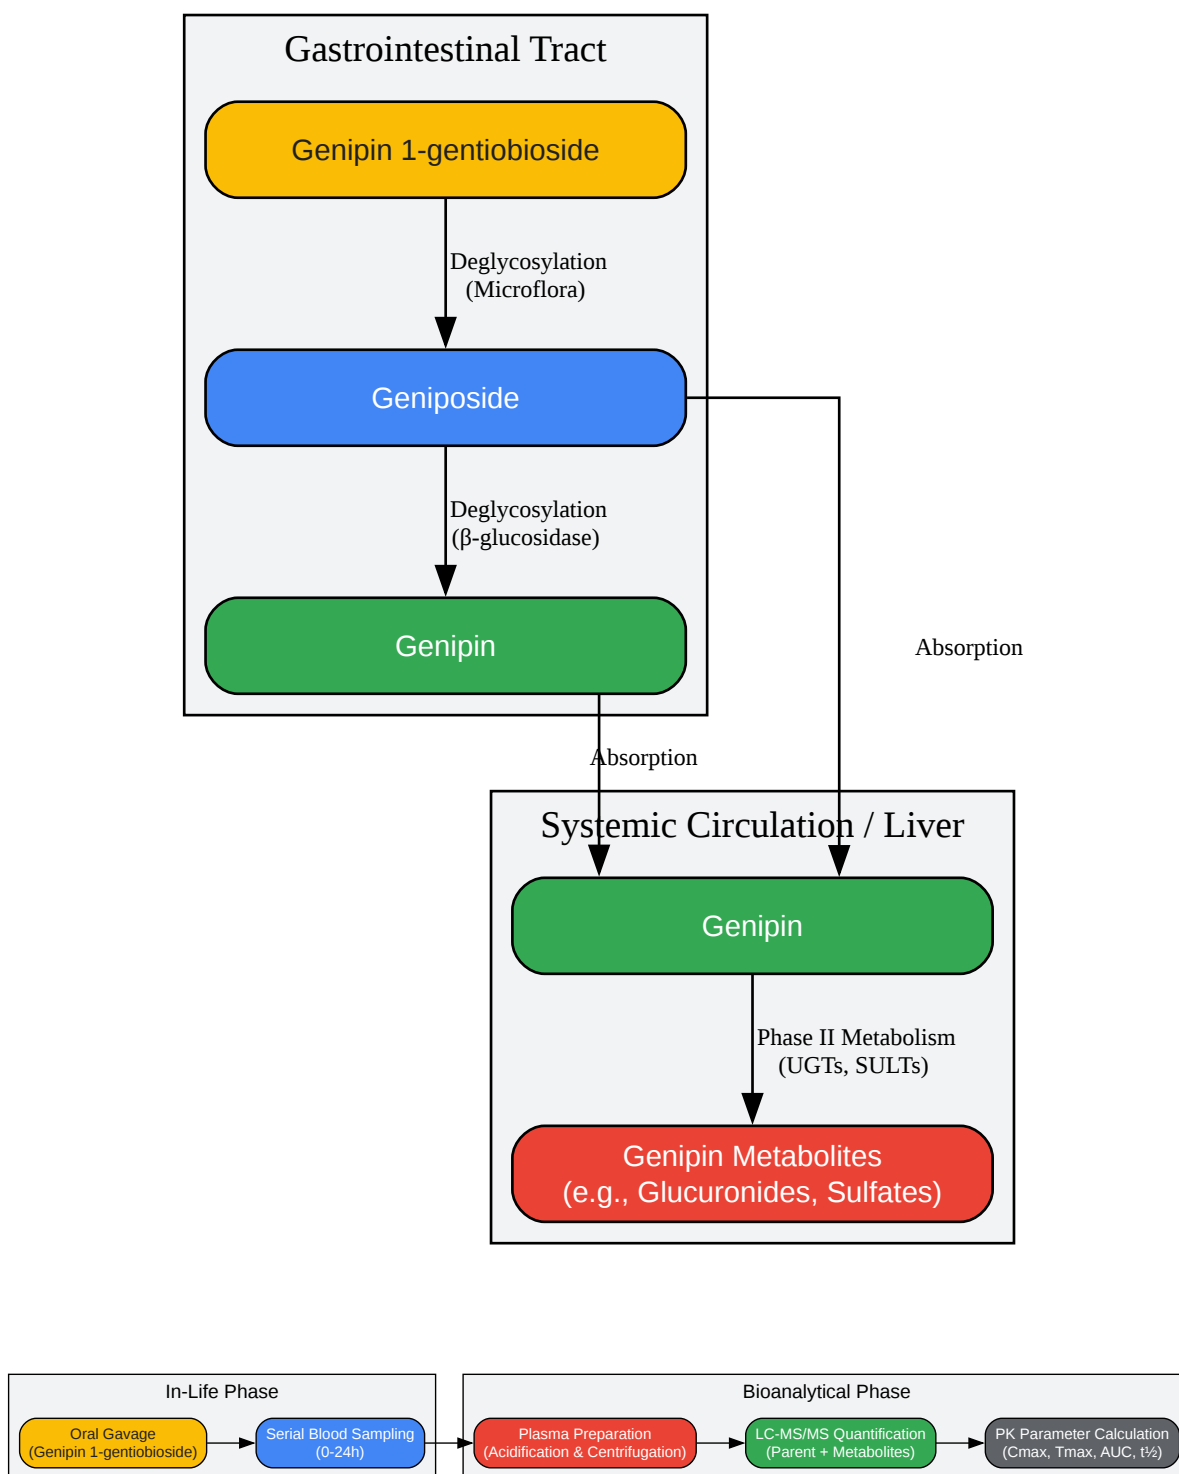 Gastrointestinal Tract
Genipin 1-gentiobioside
Deglycosylation
(Microflora)
Geniposide
Deglycosylation
(β-glucosidase)
Genipin
Absorption
Absorption
Systemic Circulation / Liver
Genipin
Phase II Metabolism
(UGTs, SULTs)
Genipin Metabolites
(e.g., Glucuronides, Sulfates)
In-Life Phase
Oral Gavage
(Genipin 1-gentiobioside)
Serial Blood Sampling
(0-24h)
Bioanalytical Phase
Plasma Preparation
(Acidification & Centrifugation)
LC-MS/MS Quantification
(Parent + Metabolites)
PK Parameter Calculation
(Cmax, Tmax, AUC, t½)